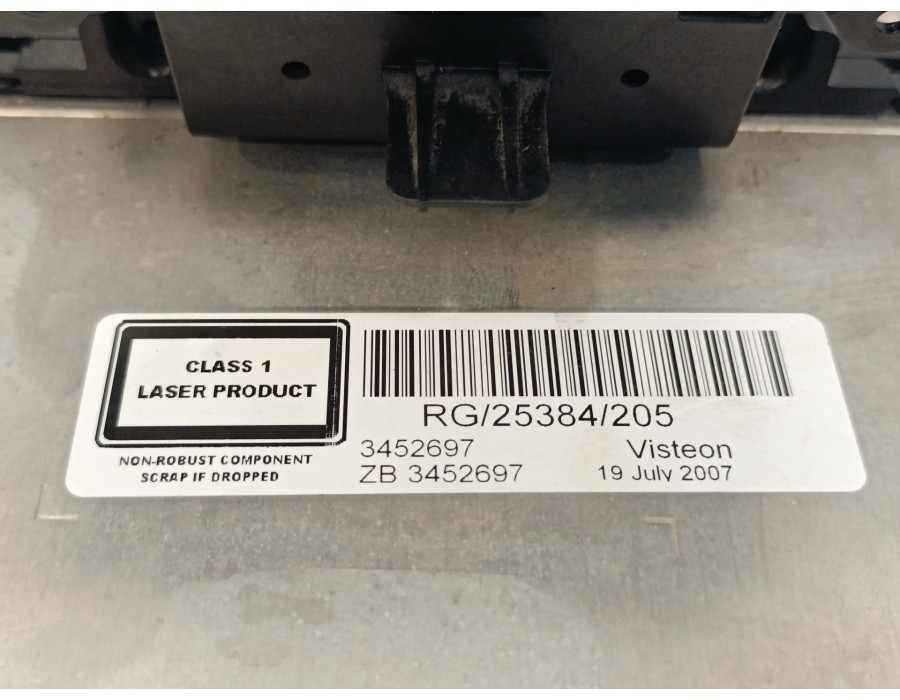 CLASS 1
LASER PRODUCT
NON-ROBUST COMPONENT
SCRAP IF DROPPED
RG/25384/205
3452697
Visteon
ZB 3452697
19 July 2007